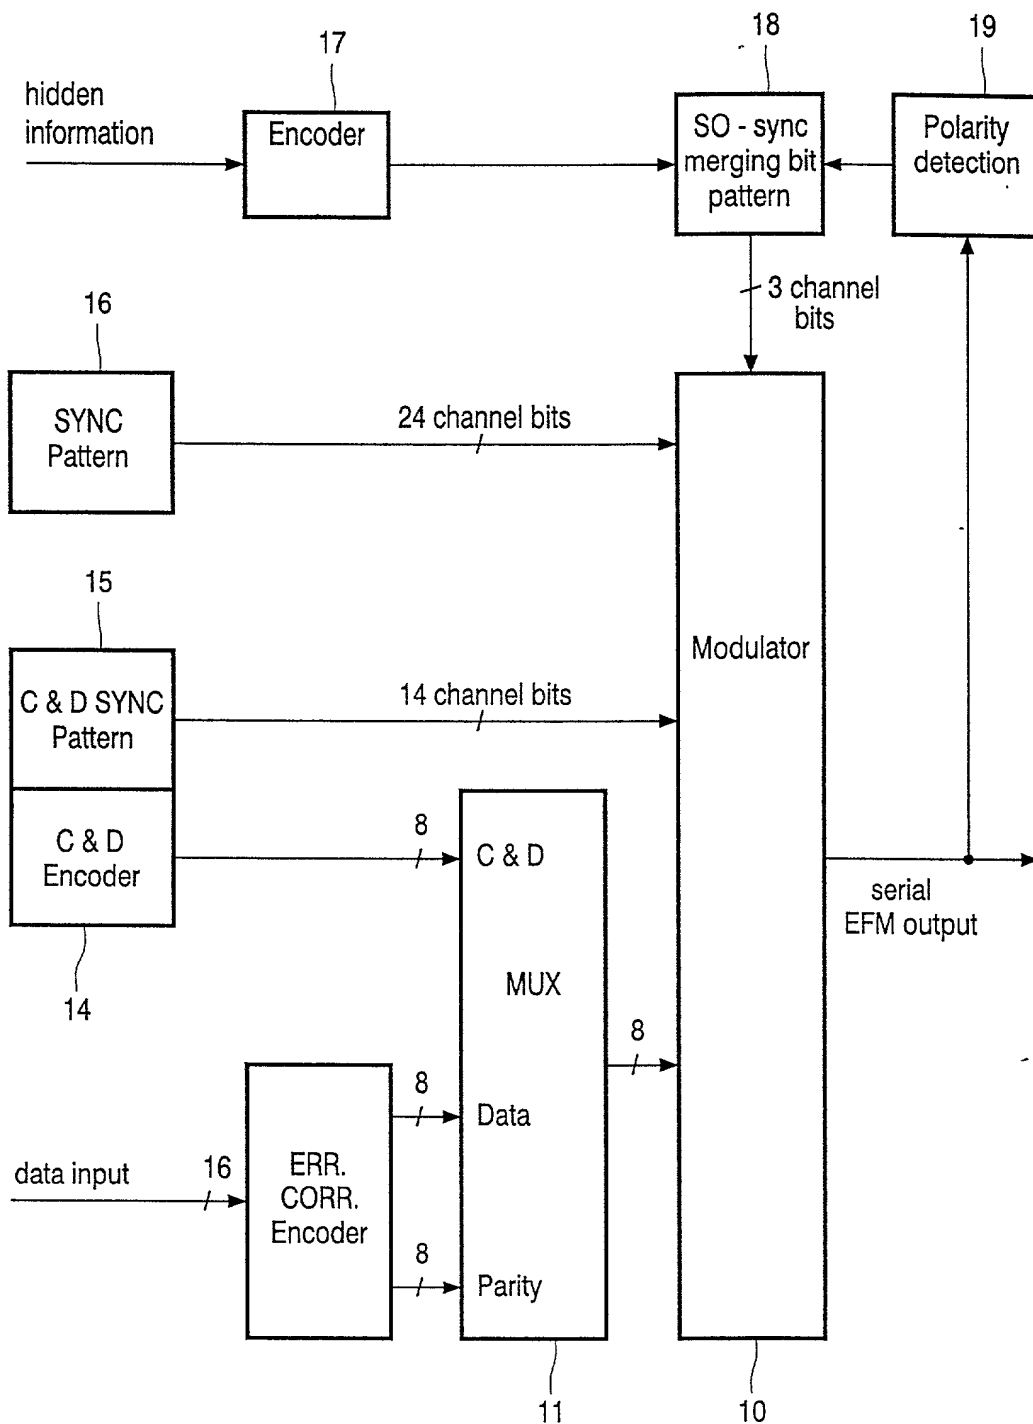 17
18
19
hidden
information
Encoder
SO - sync
merging bit
pattern
Polarity
detection
3 channel
bits
16
SYNC
Pattern
24 channel bits
15
C & D SYNC
Pattern
14 channel bits
Modulator
C & D
Encoder
8
C & D
serial
EFM output
14
MUX
8
8
Data
data input
16
ERR.
CORR.
Encoder
8
Parity
11
10